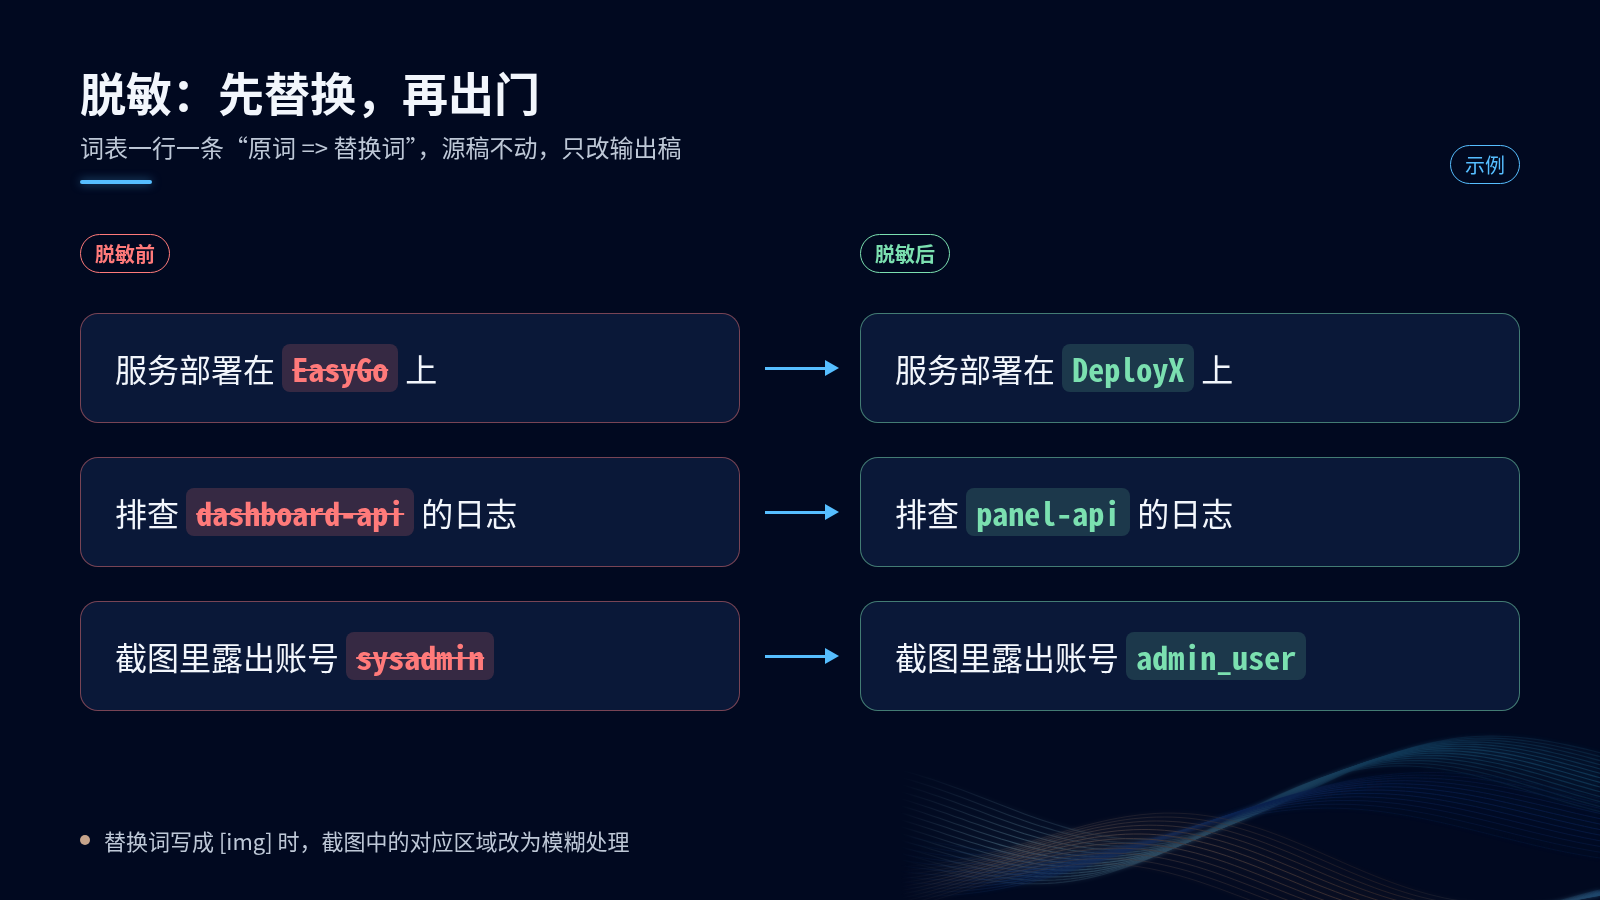 脱敏：先替换，再出门
词表一行一条“原词 => 替换词”，源稿不动，只改输出稿
示例
脱敏前
脱敏后
服务部署在 EasyGo 上
服务部署在 DeployX 上
排查 dashboard-api 的日志
排查 panel-api 的日志
截图里露出账号 sysadmin
截图里露出账号 admin_user
替换词写成 [img] 时，截图中的对应区域改为模糊处理